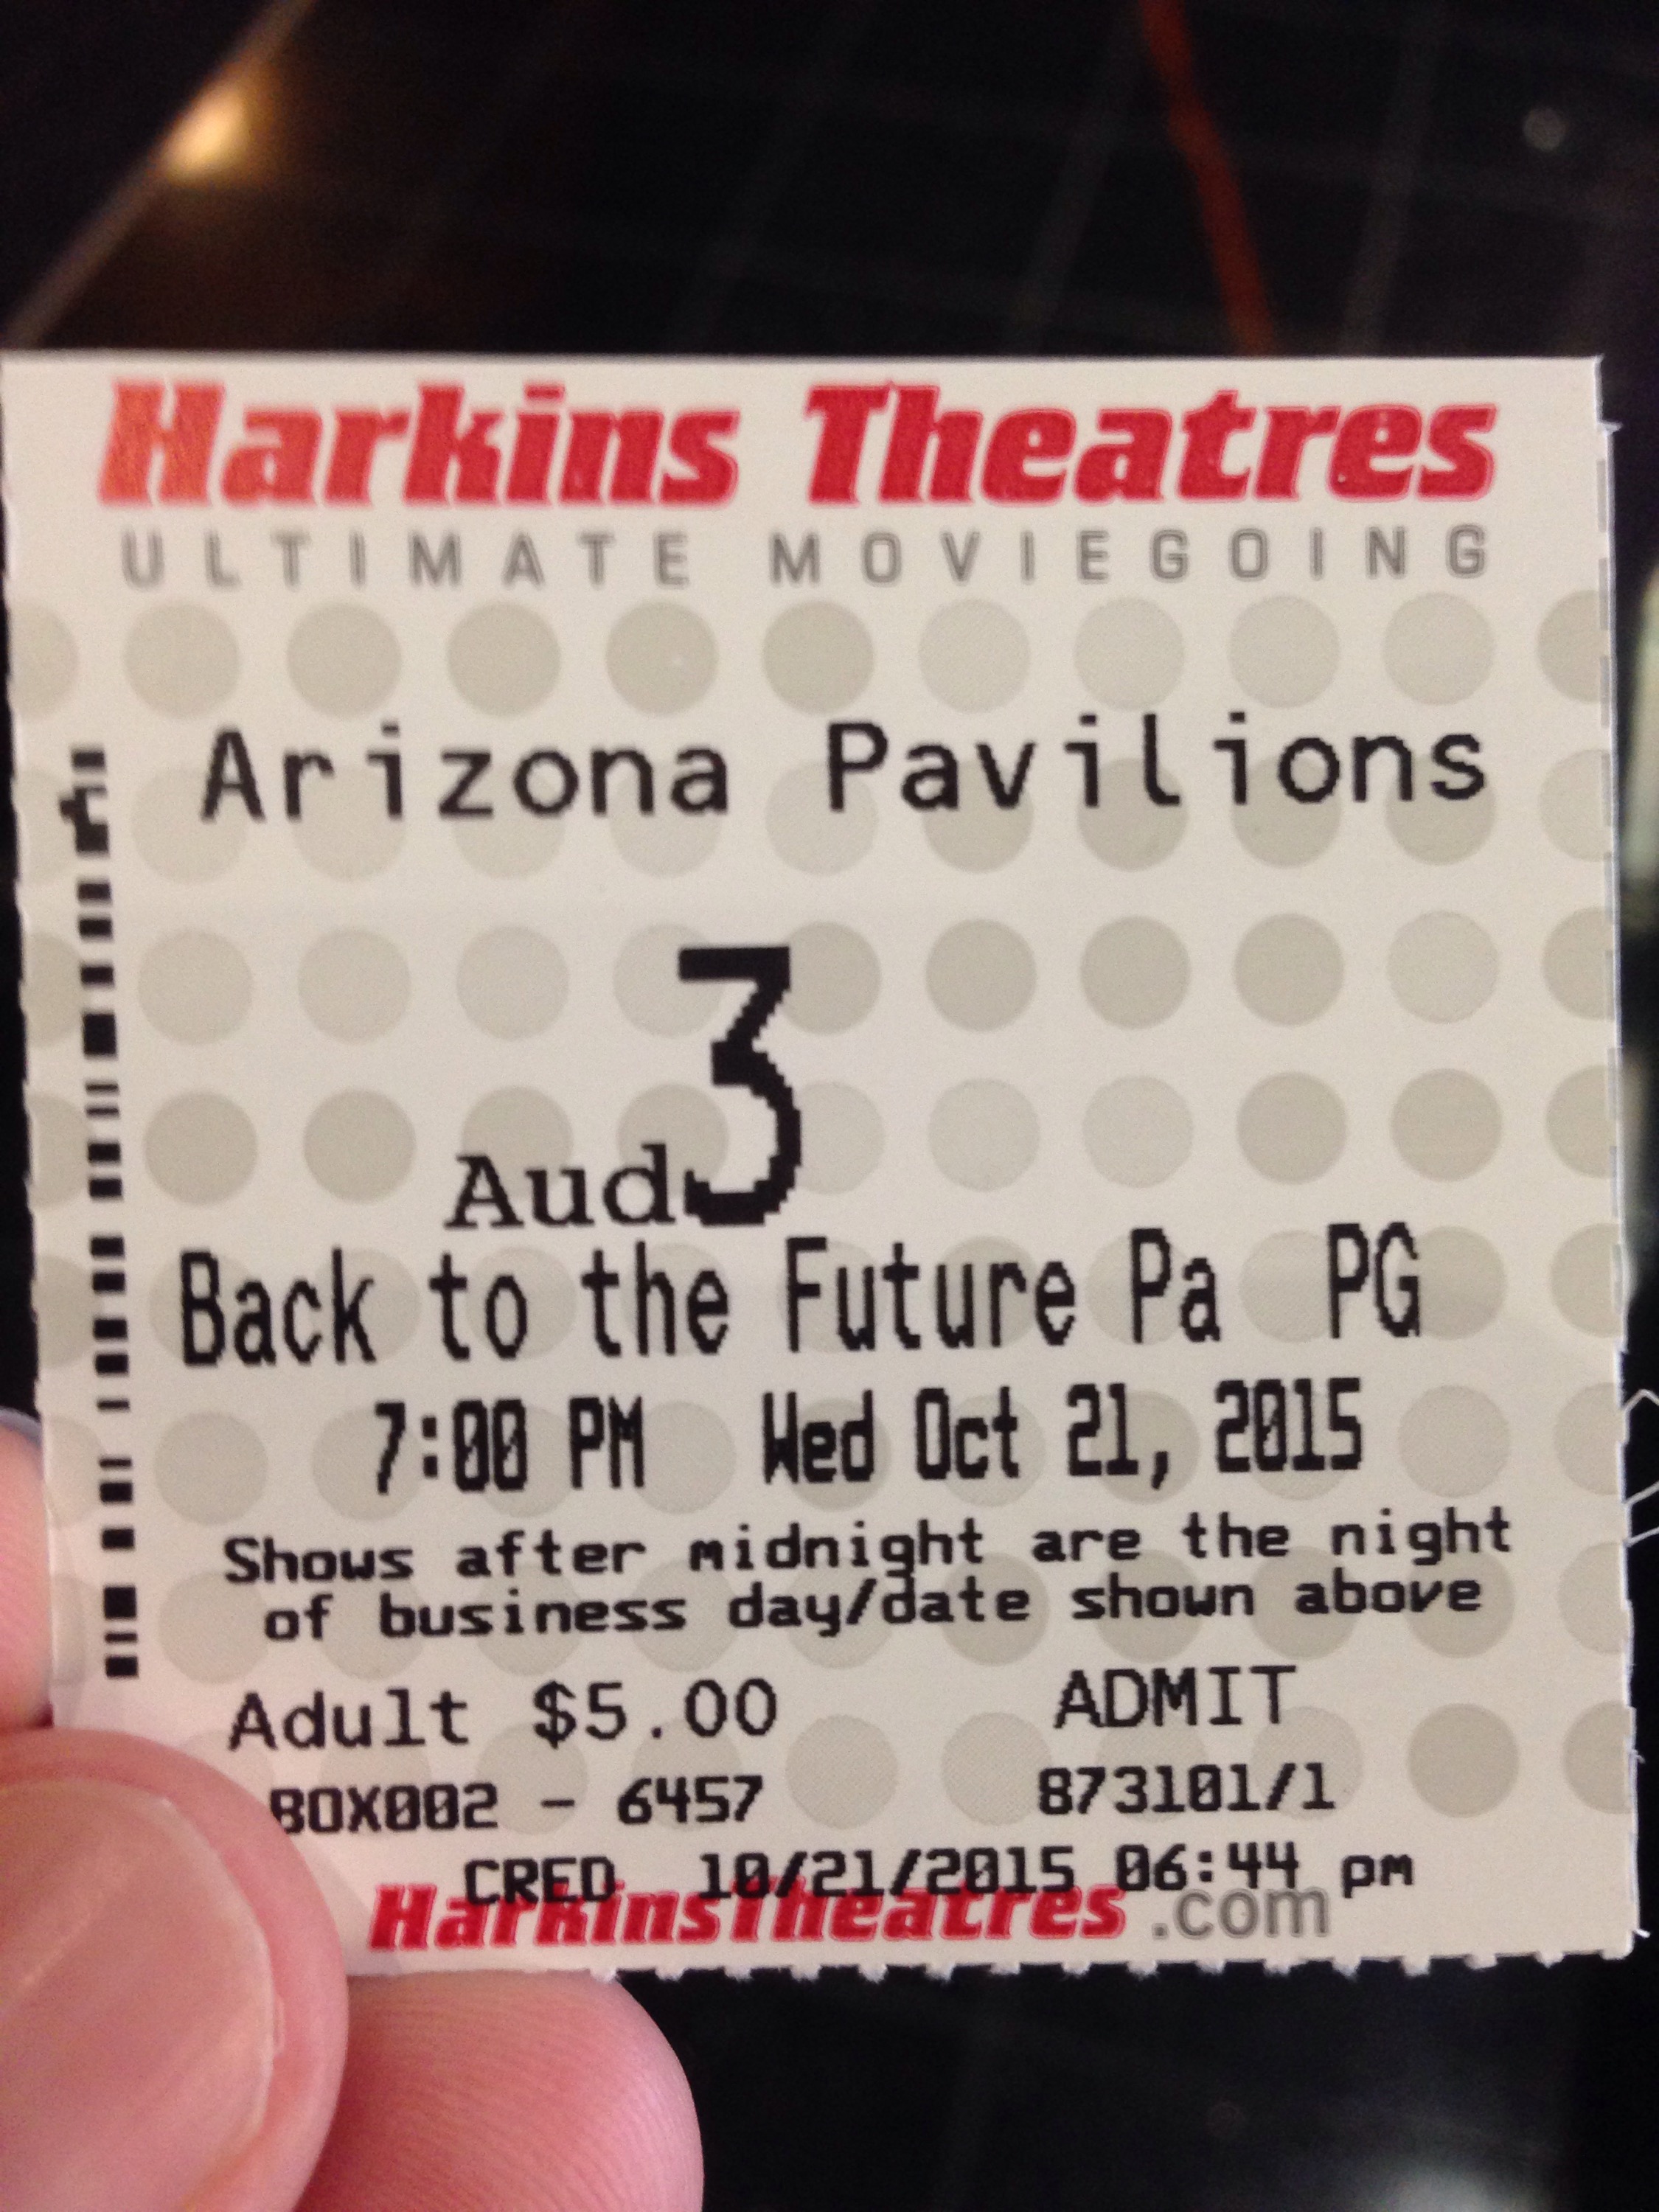 Harkins Theatres
ULTIMATE MOVIEGOING
Arizona Pavilions
Aud 3
Back to the Future Pa PG
7:00 PM Wed Oct 21, 2015
Shows after midnight are the night
of business day/date shown above
Adult $5.00 ADMIT
BOX002 - 6457 873101/1
CRED 10/21/2015 06:44 pm
HarkinsTheatres.com